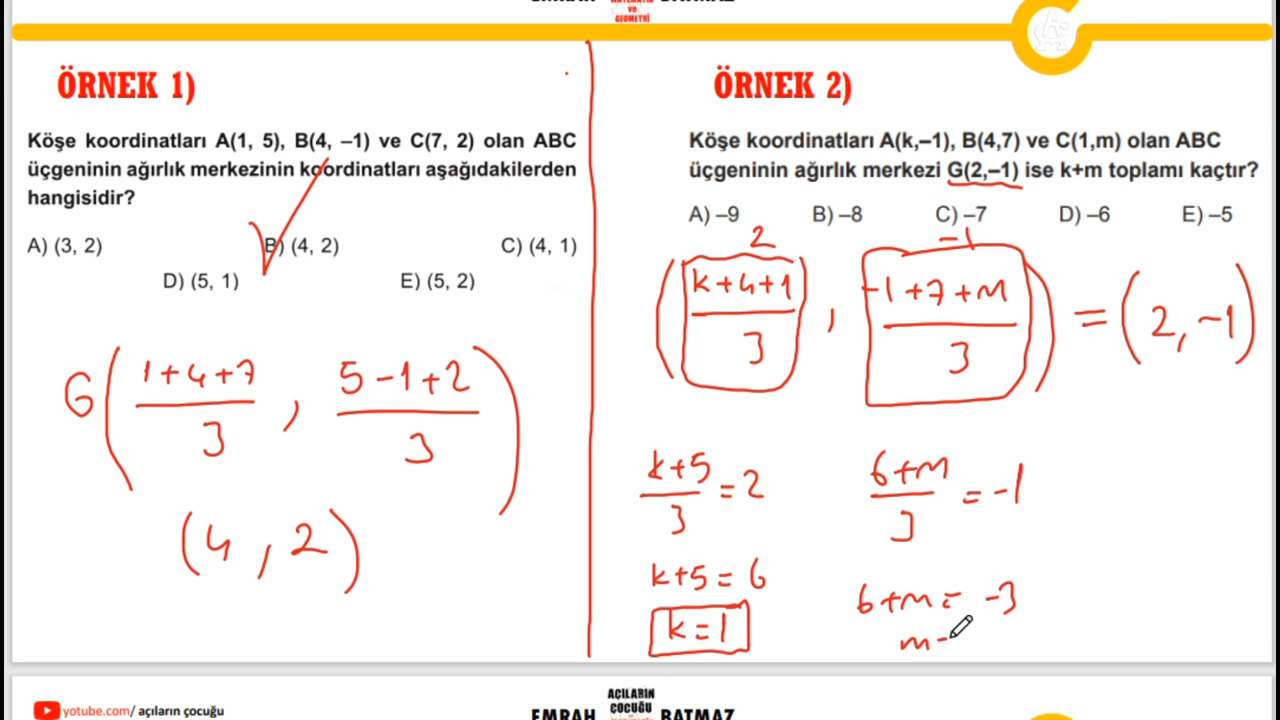 MATEMATİK
ve
GEOMETRİ
ÖRNEK 1)
Köşe koordinatları A(1, 5), B(4, –1) ve C(7, 2) olan ABC
üçgeninin ağırlık merkezinin koordinatları aşağıdakilerden
hangisidir?
A) (3, 2) B) (4, 2) C) (4, 1)
D) (5, 1) E) (5, 2)
G(1+4+7/3, 5-1+2/3)
(4, 2)
ÖRNEK 2)
Köşe koordinatları A(k,–1), B(4,7) ve C(1,m) olan ABC
üçgeninin ağırlık merkezi G(2,–1) ise k+m toplamı kaçtır?
A) –9 B) –8 C) –7 D) –6 E) –5
2 -1
(k+4+1/3, -1+7+m/3) = (2,-1)
k+5/3 = 2 6+m/3 = -1
k+5 = 6 6+m = -3
k=1 m-
yotube.com/ açıların çocuğu
AÇILARIN
ÇOCUĞU
EMRAH BATMAZ